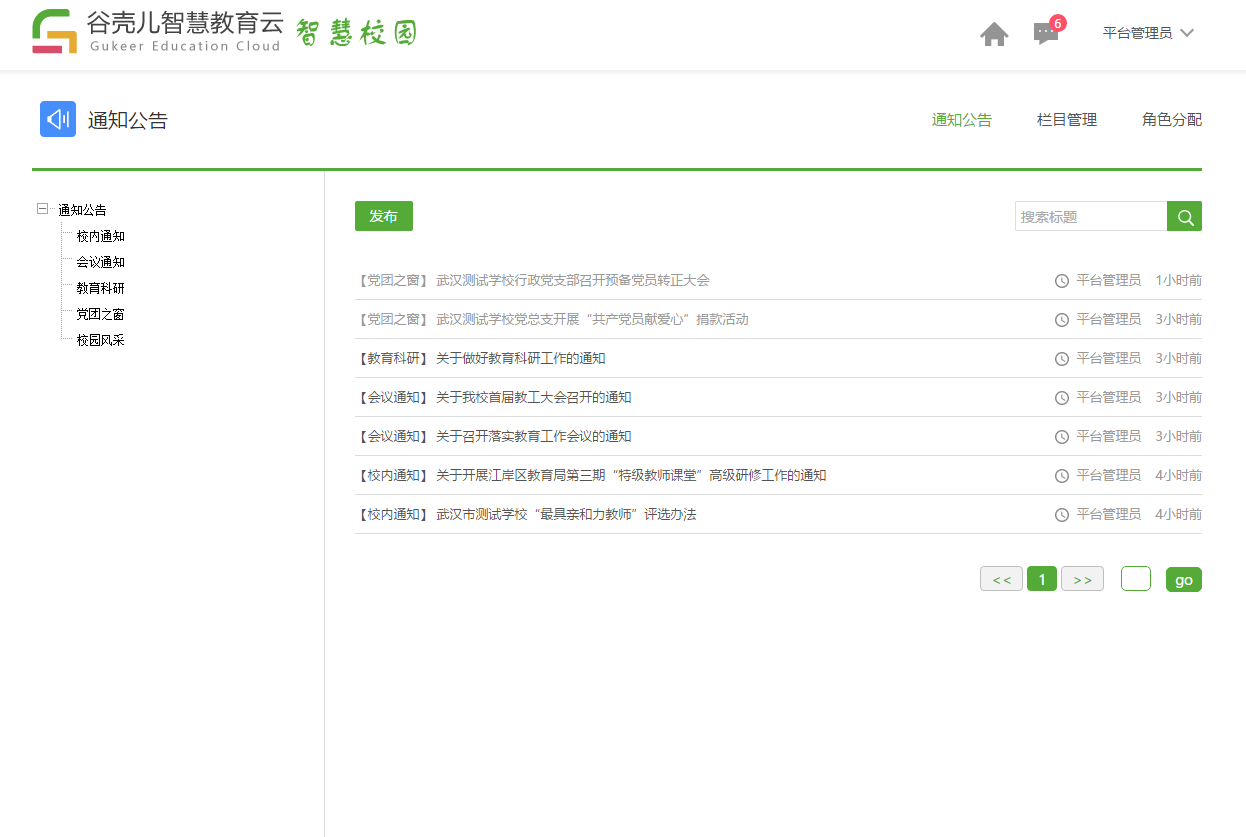 谷壳儿智慧教育云 智慧校园
Gukeer Education Cloud
6
平台管理员
通知公告
通知公告 栏目管理 角色分配
通知公告
校内通知
会议通知
教育科研
党团之窗
校园风采
发布
搜索标题
【党团之窗】 武汉测试学校行政党支部召开预备党员转正大会 平台管理员 1小时前
【党团之窗】 武汉测试学校党总支开展“共产党员献爱心”捐款活动 平台管理员 3小时前
【教育科研】 关于做好教育科研工作的通知 平台管理员 3小时前
【会议通知】 关于我校首届教工大会召开的通知 平台管理员 3小时前
【会议通知】 关于召开落实教育工作会议的通知 平台管理员 3小时前
【校内通知】 关于开展江岸区教育局第三期“特级教师课堂”高级研修工作的通知 平台管理员 4小时前
【校内通知】 武汉市测试学校“最具亲和力教师”评选办法 平台管理员 4小时前
<< 1 >> go